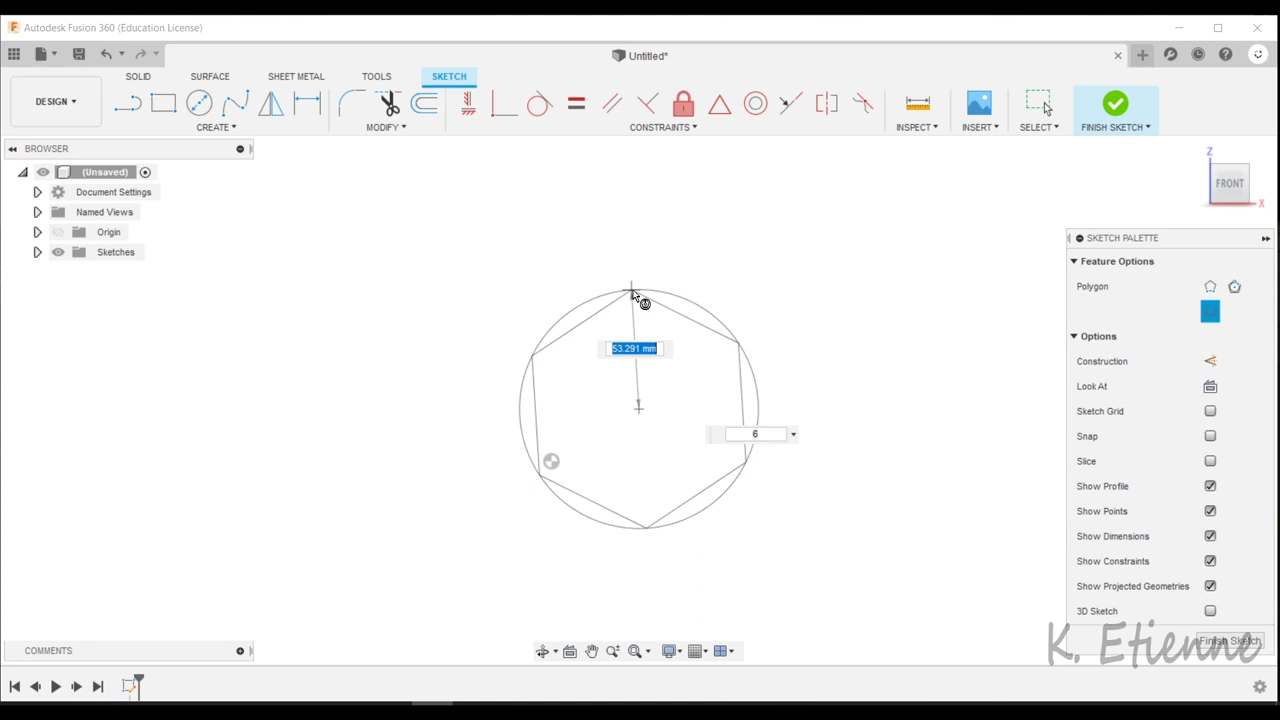 Autodesk Fusion 360 (Education License)
Untitled*
DESIGN
SOLID SURFACE SHEET METAL TOOLS SKETCH
CREATE MODIFY CONSTRAINTS INSPECT INSERT SELECT FINISH SKETCH
BROWSER
(Unsaved)
Document Settings
Named Views
Origin
Sketches
Z
FRONT
X
SKETCH PALETTE
Feature Options
Polygon
Options
Construction
Look At
Sketch Grid
Snap
Slice
Show Profile
Show Points
Show Dimensions
Show Constraints
Show Projected Geometries
3D Sketch
Finish Sketch
53.291 mm
6
COMMENTS
K. Etienne